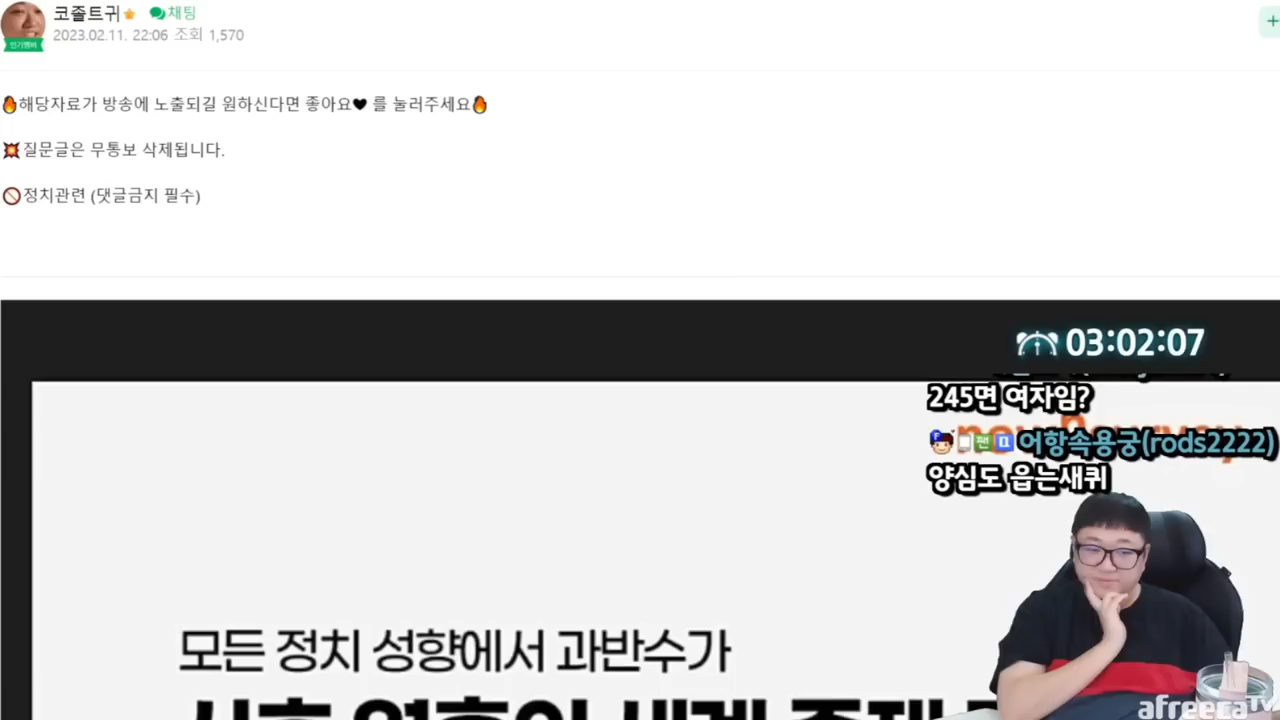 코졸트귀 채팅
인기멤버
2023.02.11. 22:06 조회 1,570
해당자료가 방송에 노출되길 원하신다면 좋아요🖤 를 눌러주세요🔥
질문글은 무통보 삭제됩니다.
정치관련 (댓글금지 필수)
03:02:07
245면 여자임?
팬 어항속용궁(rods2222)
양심도 읍는새퀴
모든 정치 성향에서 과반수가
afreecaTV